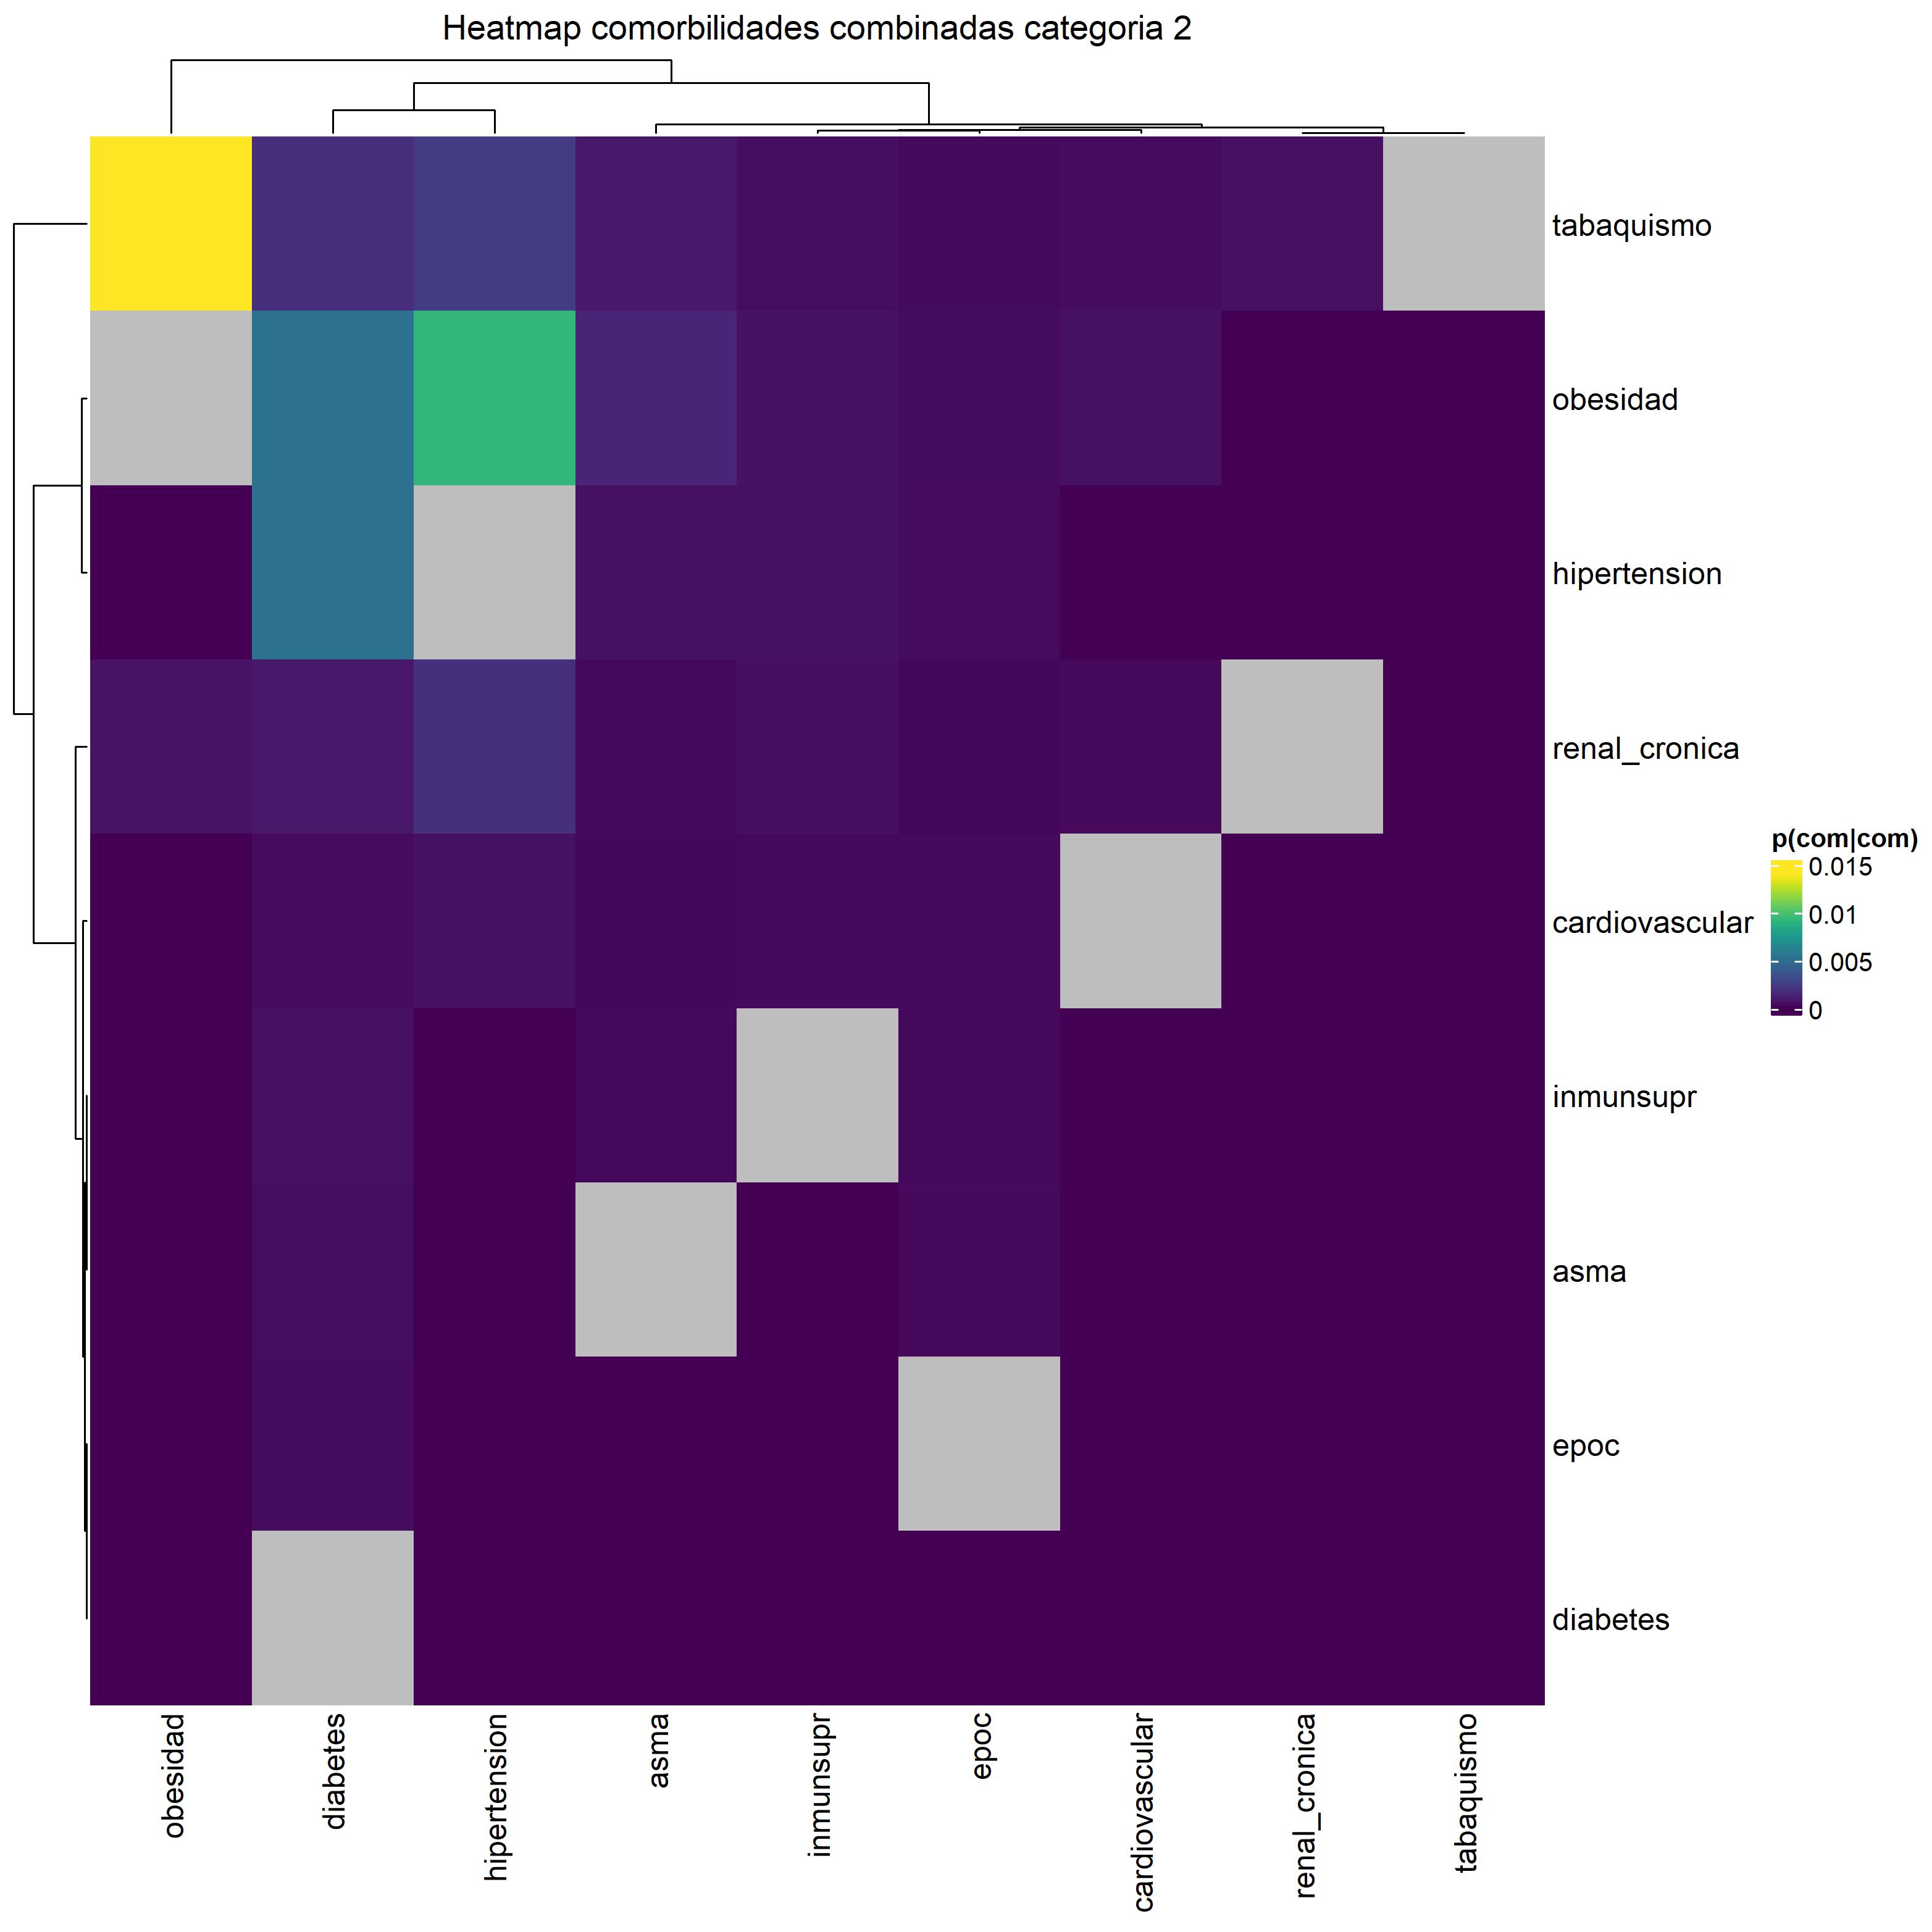 Heatmap comorbilidades combinadas categoria 2
tabaquismo
obesidad
hipertension
renal_cronica
cardiovascular
inmunsupr
asma
epoc
diabetes
p(com|com)
0.015
0.01
0.005
0
obesidad
diabetes
hipertension
asma
inmunsupr
epoc
cardiovascular
renal_cronica
tabaquismo